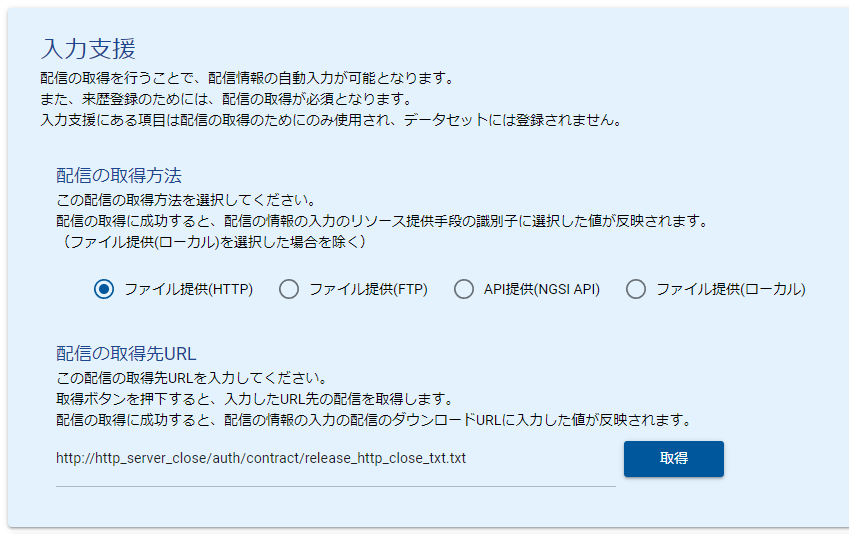 入力支援
配信の取得を行うことで、配信情報の自動入力が可能となります。
また、来歴登録のためには、配信の取得が必須となります。
入力支援にある項目は配信の取得のためにのみ使用され、データセットには登録されません。
配信の取得方法
この配信の取得方法を選択してください。
配信の取得に成功すると、配信の情報の入力のリソース提供手段の識別子に選択した値が反映されます。
（ファイル提供(ローカル)を選択した場合を除く）
ファイル提供(HTTP) ファイル提供(FTP) API提供(NGSI API) ファイル提供(ローカル)
配信の取得先URL
この配信の取得先URLを入力してください。
取得ボタンを押下すると、入力したURL先の配信を取得します。
配信の取得に成功すると、配信の情報の入力の配信のダウンロードURLに入力した値が反映されます。
http://http_server_close/auth/contract/release_http_close_txt.txt 取得